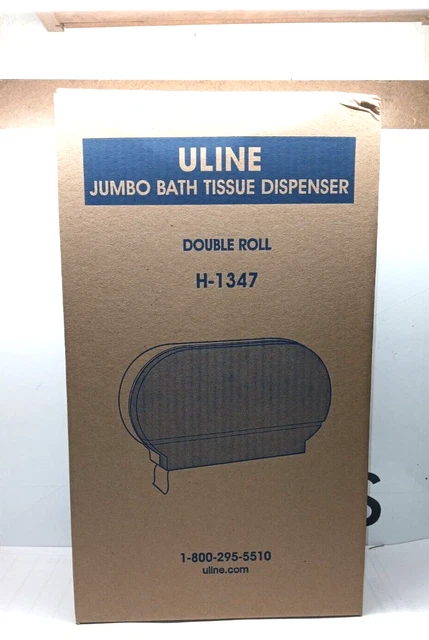 ULINE
JUMBO BATH TISSUE DISPENSER
DOUBLE ROLL
H-1347
S
1-800-295-5510
uline.com